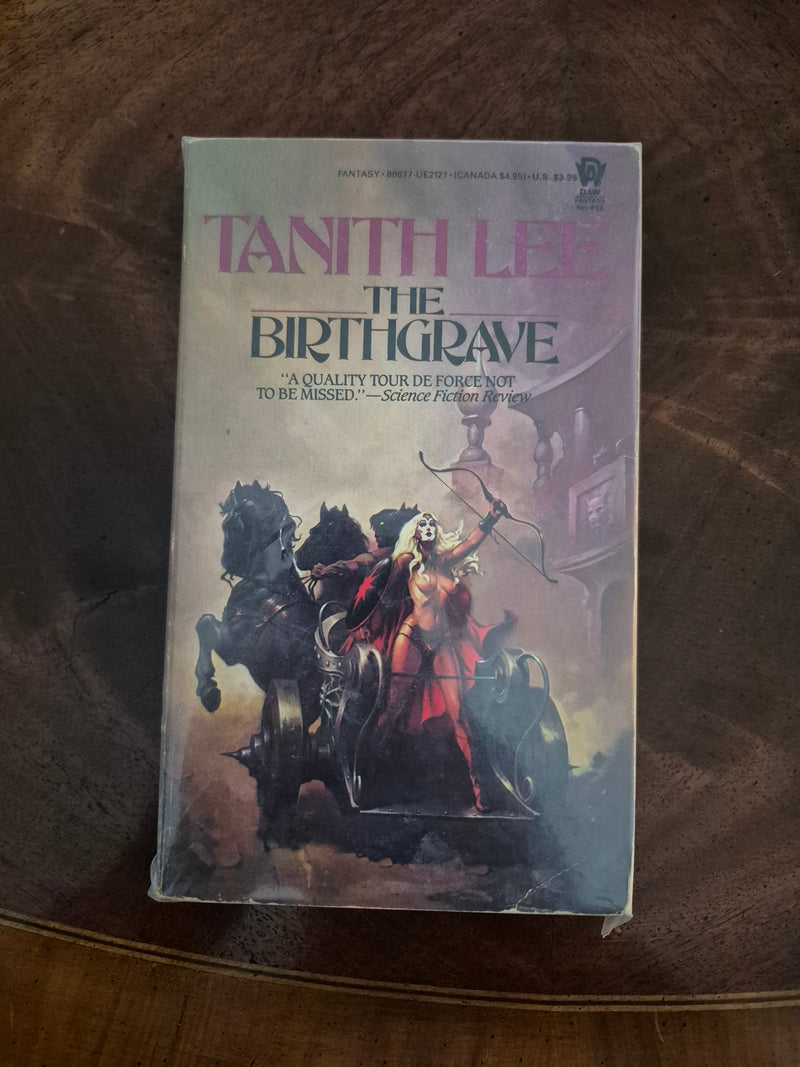 FANTASY • 88677-UE2127 • (CANADA $4.95) • U.S. $3.95
DAW
FANTASY
TANITH LEE
THE
BIRTHGRAVE
"A QUALITY TOUR DE FORCE NOT
TO BE MISSED."—Science Fiction Review